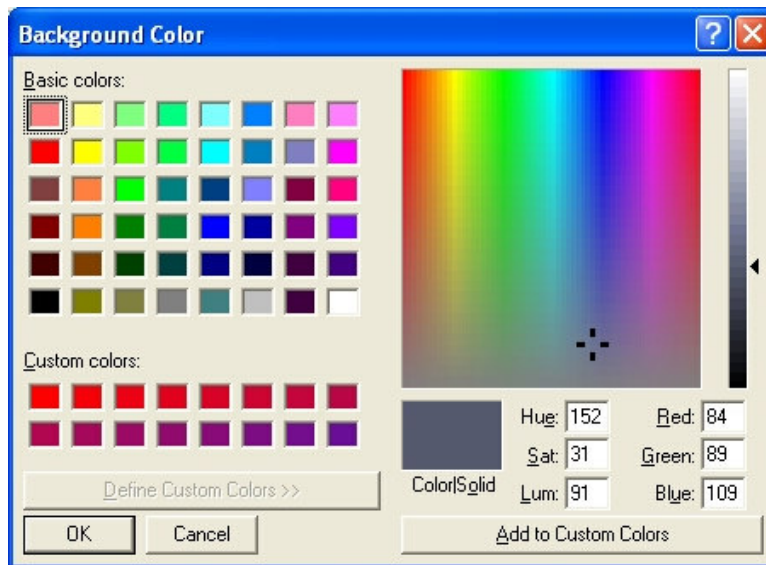 Background Color
Basic colors:
Custom colors:
Define Custom Colors >>
OK Cancel
Color|Solid
Hue: 152 Red: 84
Sat: 31 Green: 89
Lum: 91 Blue: 109
Add to Custom Colors